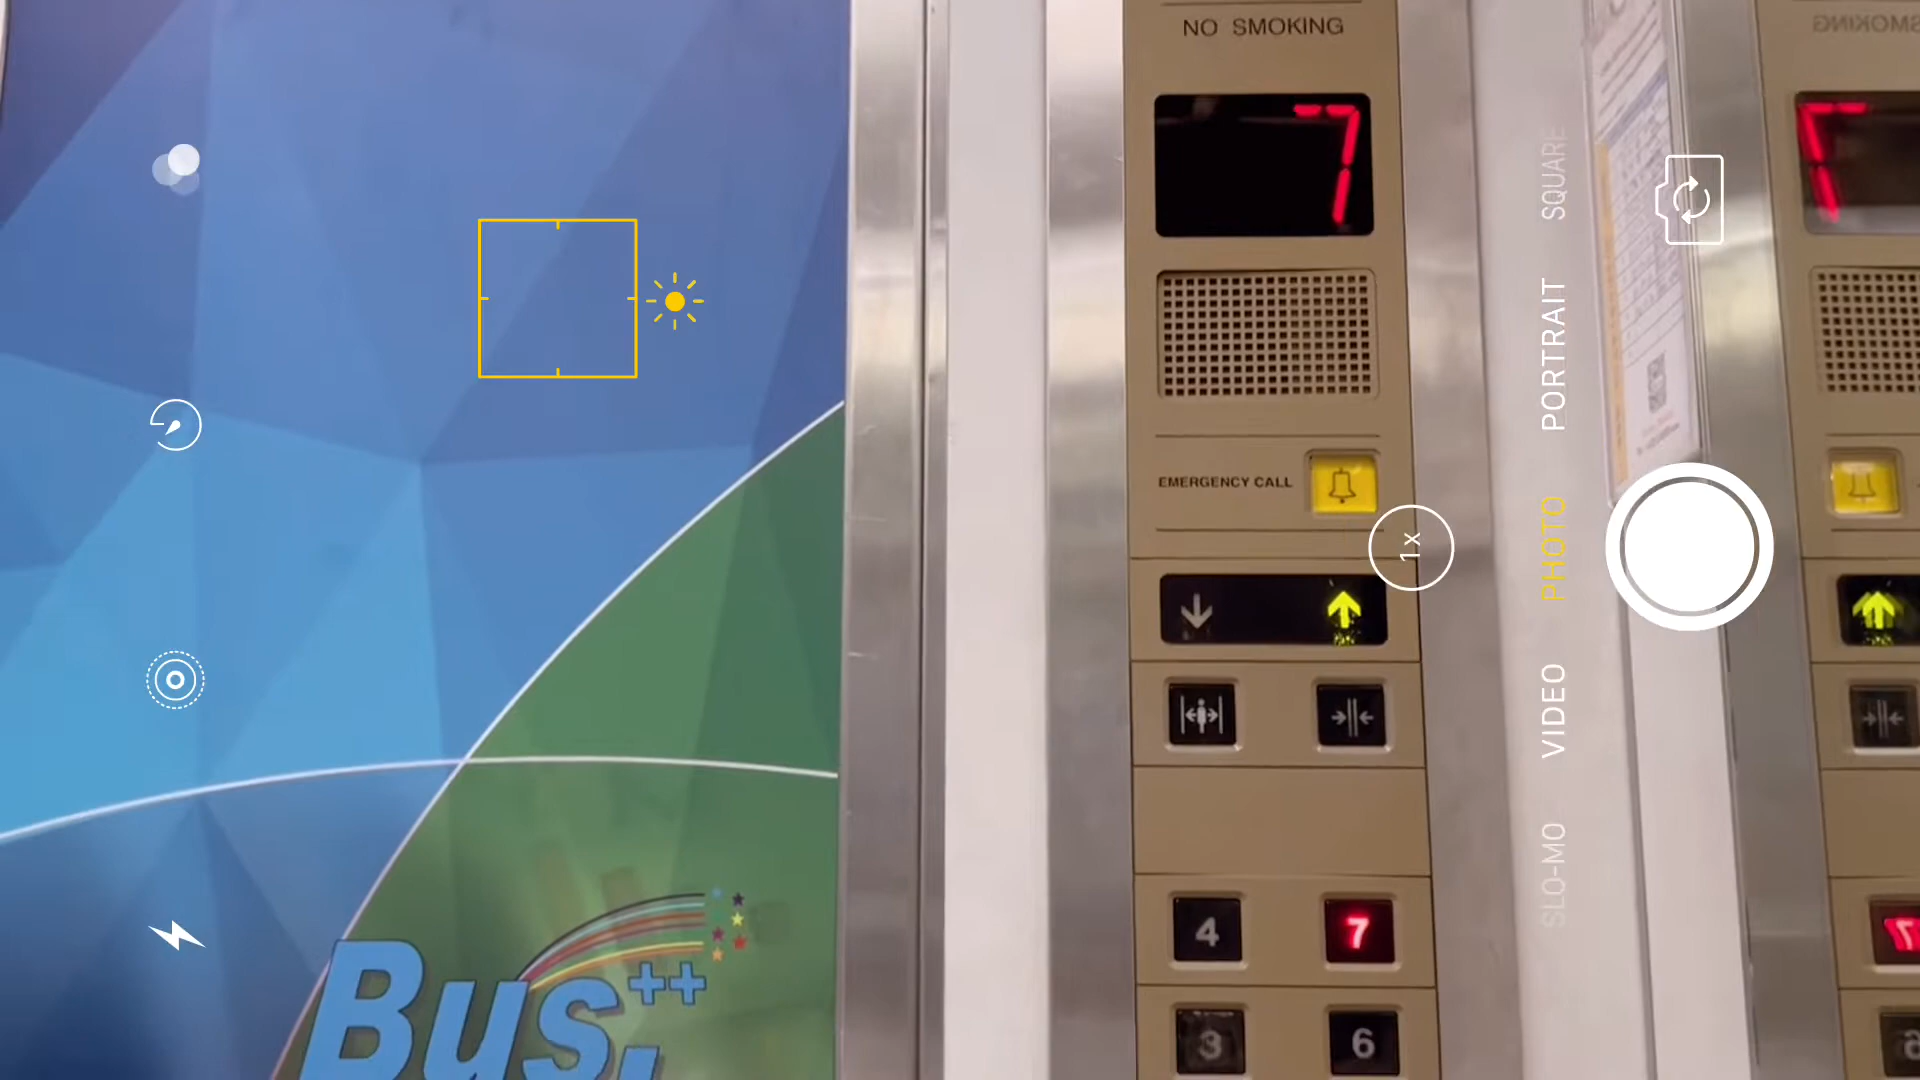 NO SMOKING
7
EMERGENCY CALL
4
7
3
6
Bus++
SQUARE
PORTRAIT
PHOTO
VIDEO
SLO-MO
1x